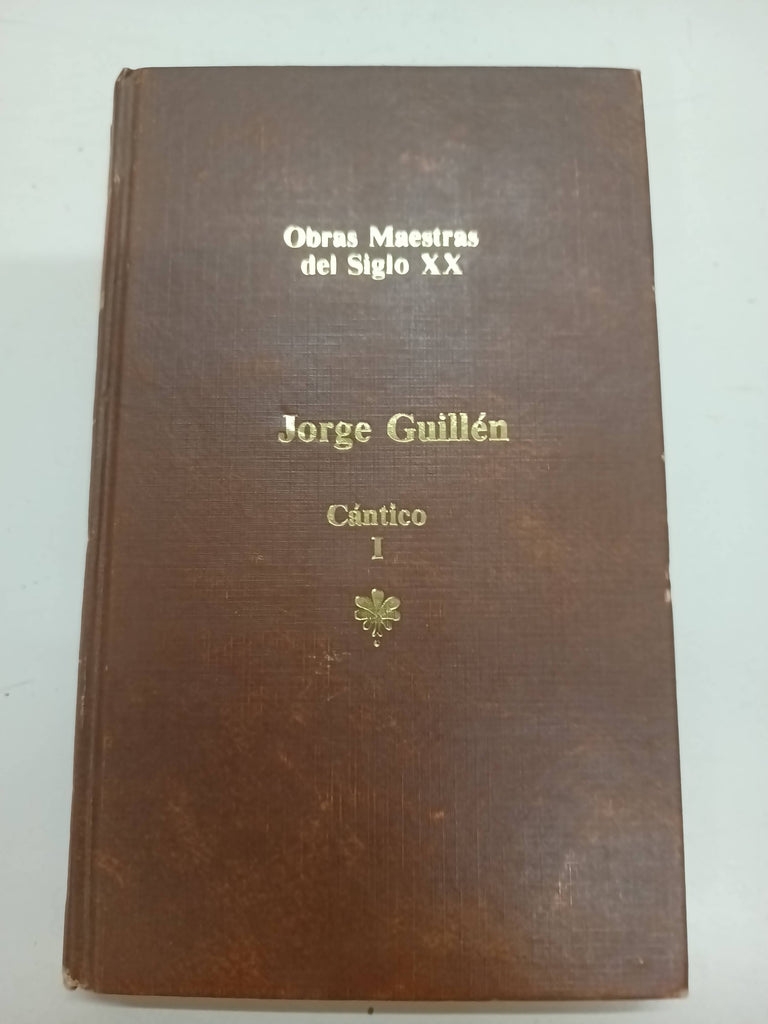 Obras Maestras
del Siglo XX
Jorge Guillén
Cántico
I